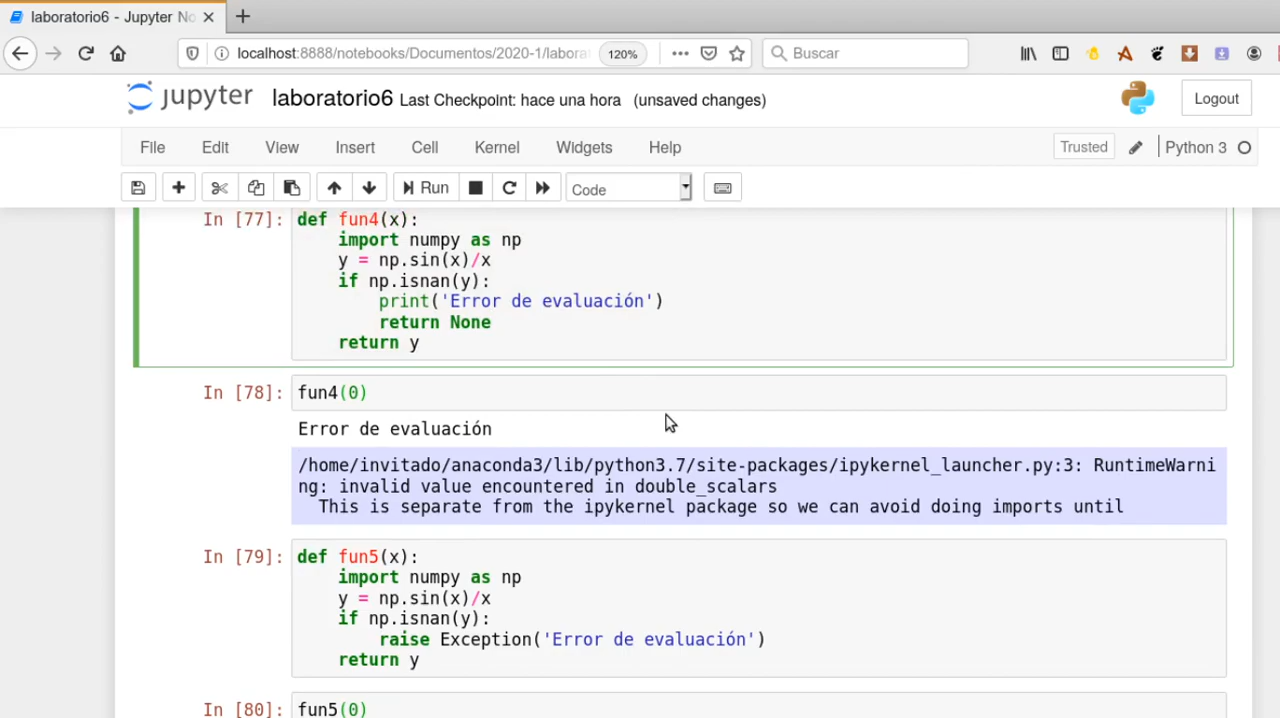 laboratorio6 - Jupyter No
localhost:8888/notebooks/Documentos/2020-1/labora
120%
Buscar
jupyter
laboratorio6 Last Checkpoint: hace una hora (unsaved changes)
Logout
File Edit View Insert Cell Kernel Widgets Help
Trusted
Python 3
Run
Code
In [77]:
def fun4(x):
    import numpy as np
    y = np.sin(x)/x
    if np.isnan(y):
        print('Error de evaluación')
        return None
    return y
In [78]:
fun4(0)
Error de evaluación
/home/invitado/anaconda3/lib/python3.7/site-packages/ipykernel_launcher.py:3: RuntimeWarni
ng: invalid value encountered in double_scalars
  This is separate from the ipykernel package so we can avoid doing imports until
In [79]:
def fun5(x):
    import numpy as np
    y = np.sin(x)/x
    if np.isnan(y):
        raise Exception('Error de evaluación')
    return y
In [80]:
fun5(0)